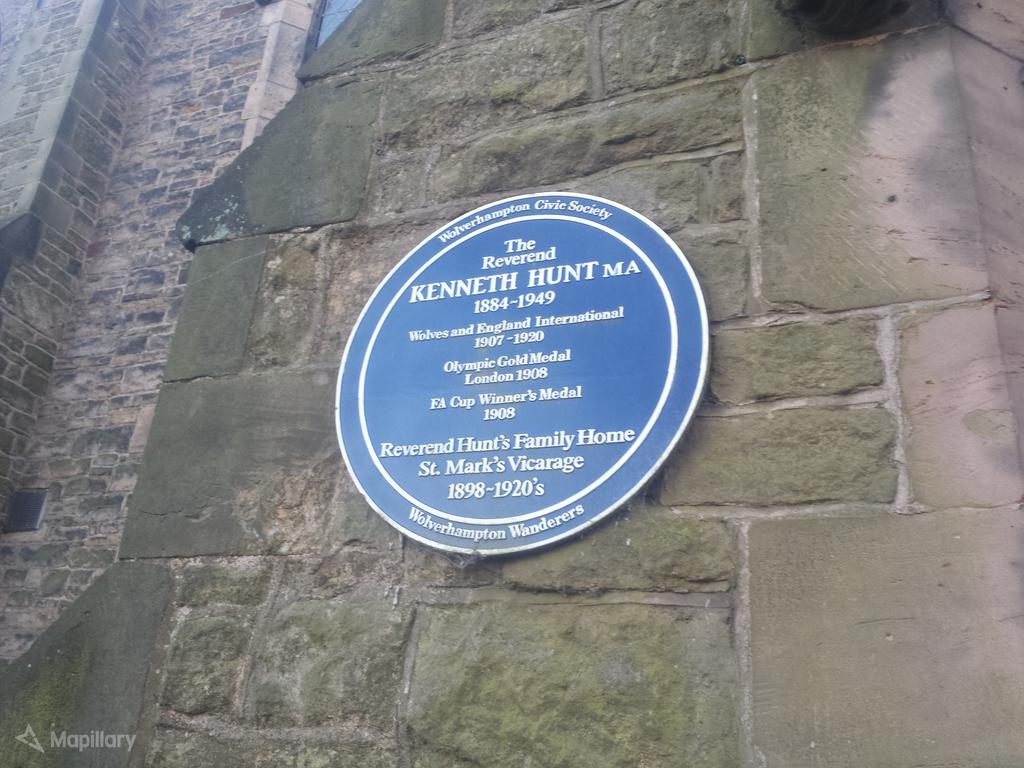 Wolverhampton Civic Society
The
Reverend
KENNETH HUNT MA
1884~1949
Wolves and England International
1907~1920
Olympic Gold Medal
London 1908
FA Cup Winner's Medal
1908
Reverend Hunt's Family Home
St. Mark's Vicarage
1898~1920's
Wolverhampton Wanderers
Mapillary